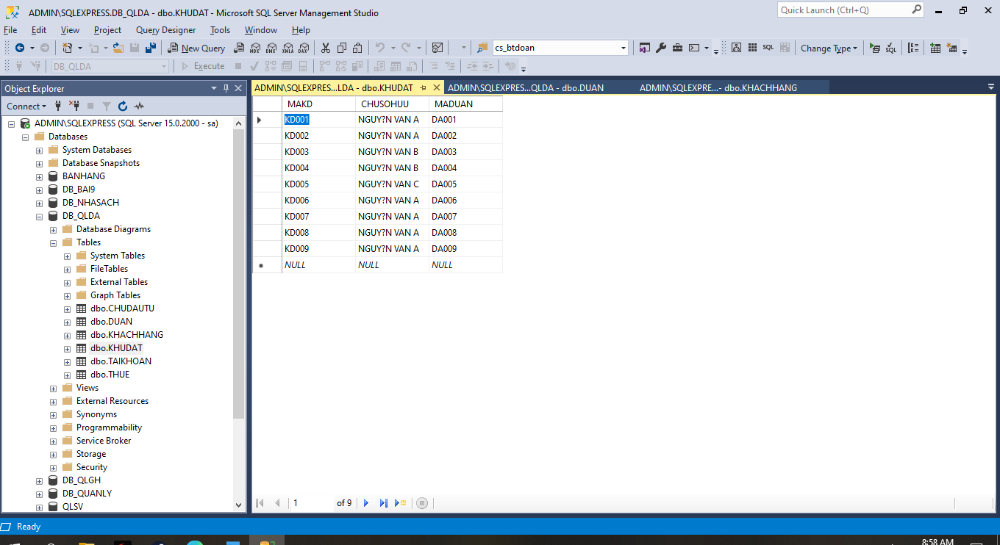 ADMIN\SQLEXPRESS.DB_QLDA - dbo.KHUDAT - Microsoft SQL Server Management Studio
Quick Launch (Ctrl+Q)
File Edit View Project Query Designer Tools Window Help
New Query MDX DMX XMLA DAX cs_btdoan SQL Change Type SQL
DB_QLDA Execute
Object Explorer
Connect
ADMIN\SQLEXPRESS (SQL Server 15.0.2000 - sa)
Databases
System Databases
Database Snapshots
BANHANG
DB_BAI9
DB_NHASACH
DB_QLDA
Database Diagrams
Tables
System Tables
FileTables
External Tables
Graph Tables
dbo.CHUDAUTU
dbo.DUAN
dbo.KHACHHANG
dbo.KHUDAT
dbo.TAIKHOAN
dbo.THUE
Views
External Resources
Synonyms
Programmability
Service Broker
Storage
Security
DB_QLGH
DB_QUANLY
QLSV
ADMIN\SQLEXPRES...LDA - dbo.KHUDAT ADMIN\SQLEXPRES...QLDA - dbo.DUAN ADMIN\SQLEXPRE...- dbo.KHACHHANG
MAKD CHUSOHUU MADUAN
KD001 NGUY?N VAN A DA001
KD002 NGUY?N VAN A DA002
KD003 NGUY?N VAN B DA003
KD004 NGUY?N VAN B DA004
KD005 NGUY?N VAN C DA005
KD006 NGUY?N VAN A DA006
KD007 NGUY?N VAN A DA007
KD008 NGUY?N VAN A DA008
KD009 NGUY?N VAN A DA009
NULL NULL NULL
1 of 9
Ready
8:58 AM